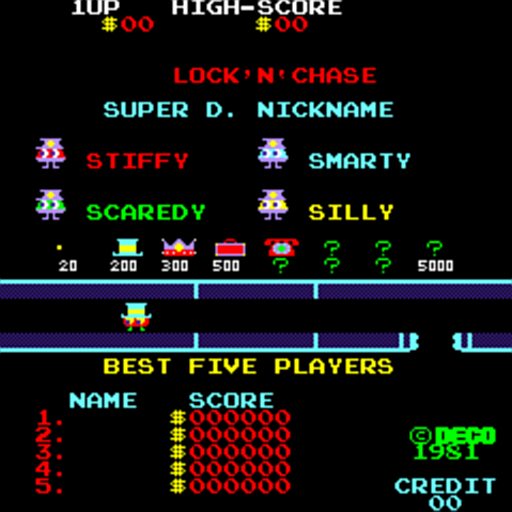 1UP HIGH-SCORE
$00 $00
LOCK'N'CHASE
SUPER D. NICKNAME
STIFFY SMARTY
SCAREDY SILLY
? ? ?
20 200 300 500 ? ? ? 5000
BEST FIVE PLAYERS
NAME SCORE
1. $000000
2. $000000
3. $000000
4. $000000
5. $000000
© DECO
1981
CREDIT
00